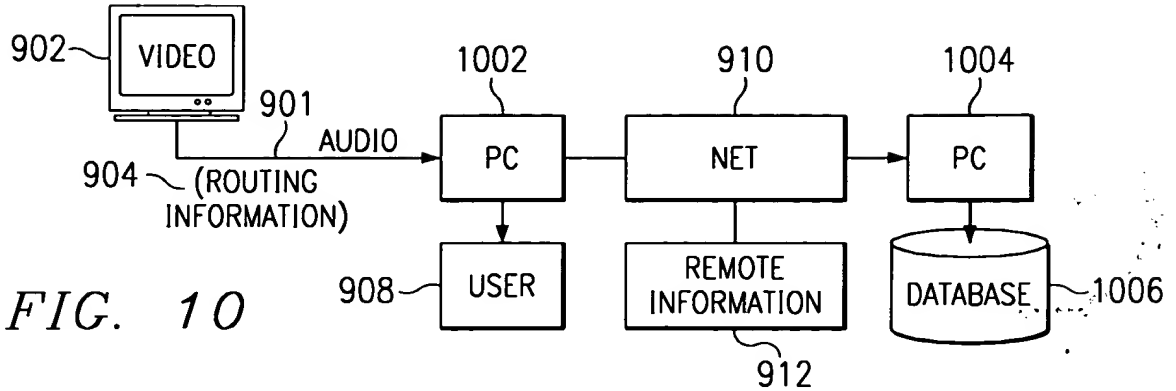 902
VIDEO
901
AUDIO
904
(ROUTING
INFORMATION)
1002
PC
910
NET
1004
PC
908
USER
REMOTE
INFORMATION
912
DATABASE
1006
FIG. 10